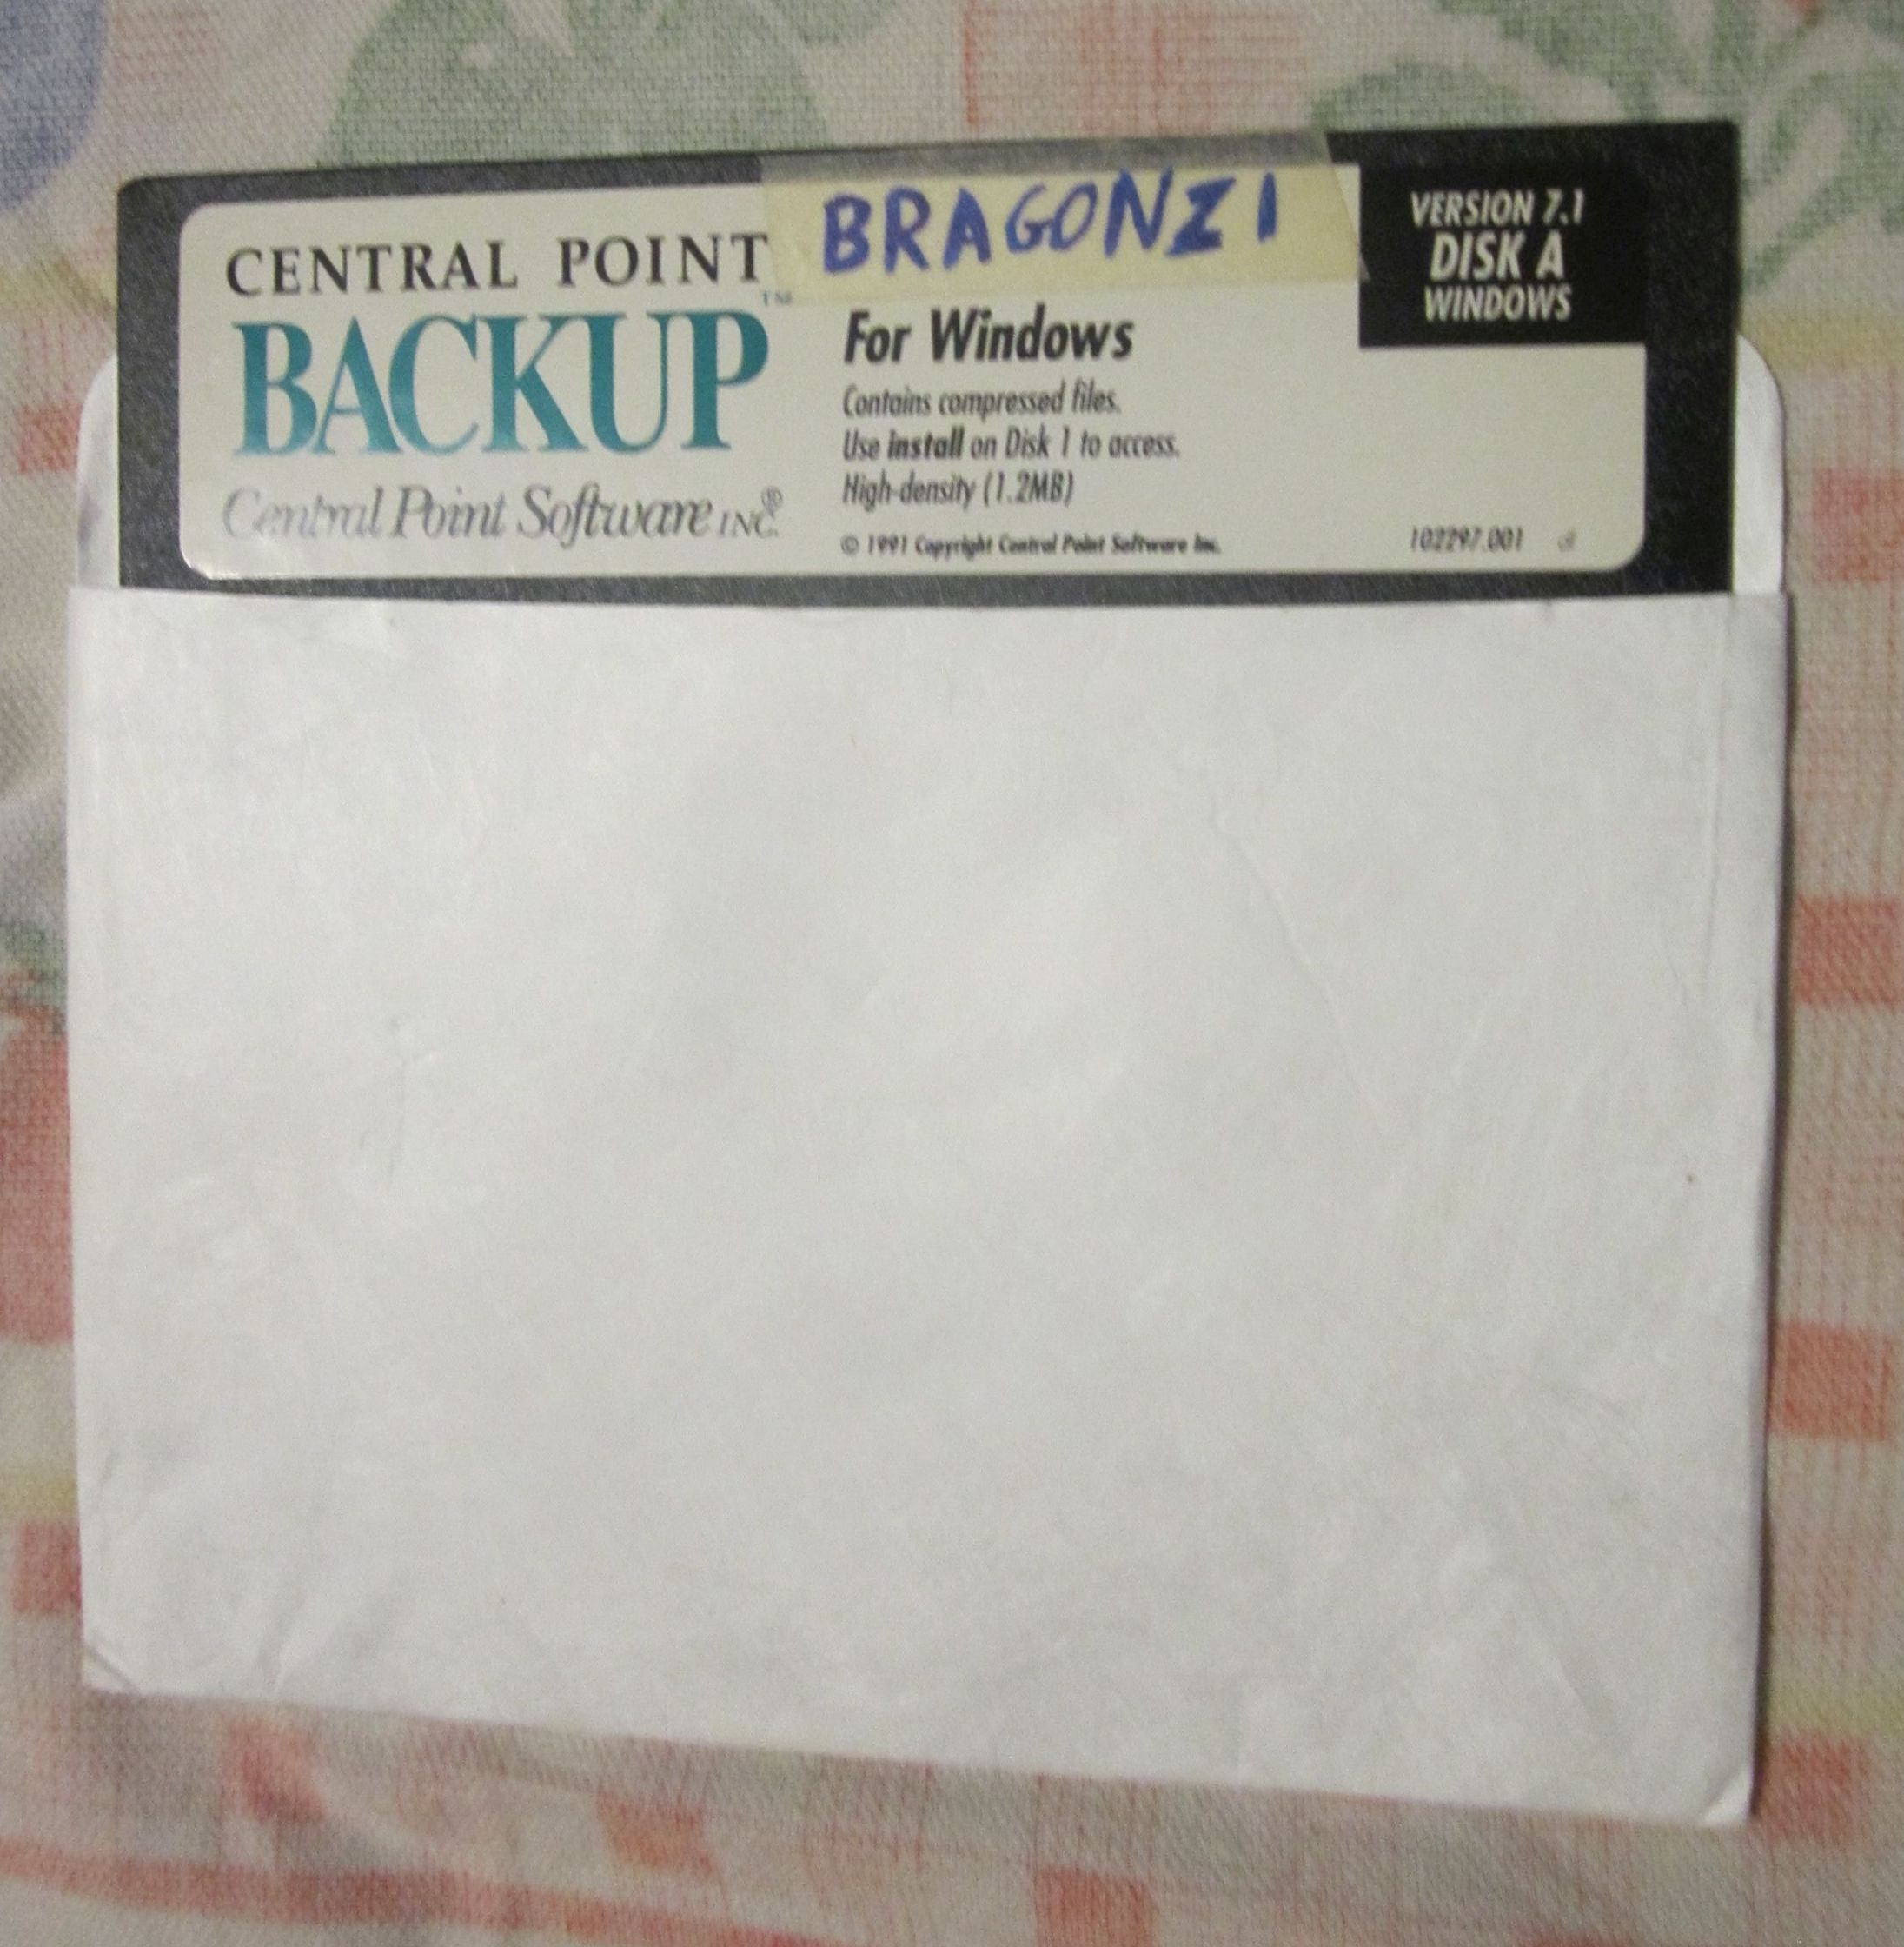 CENTRAL POINT
BACKUP™
Central Point Software INC.®
BRAGONZI
For Windows
Contains compressed files.
Use install on Disk 1 to access.
High-density (1.2MB)
© 1991 Copyright Central Point Software Inc.
VERSION 7.1
DISK A
WINDOWS
102297.001